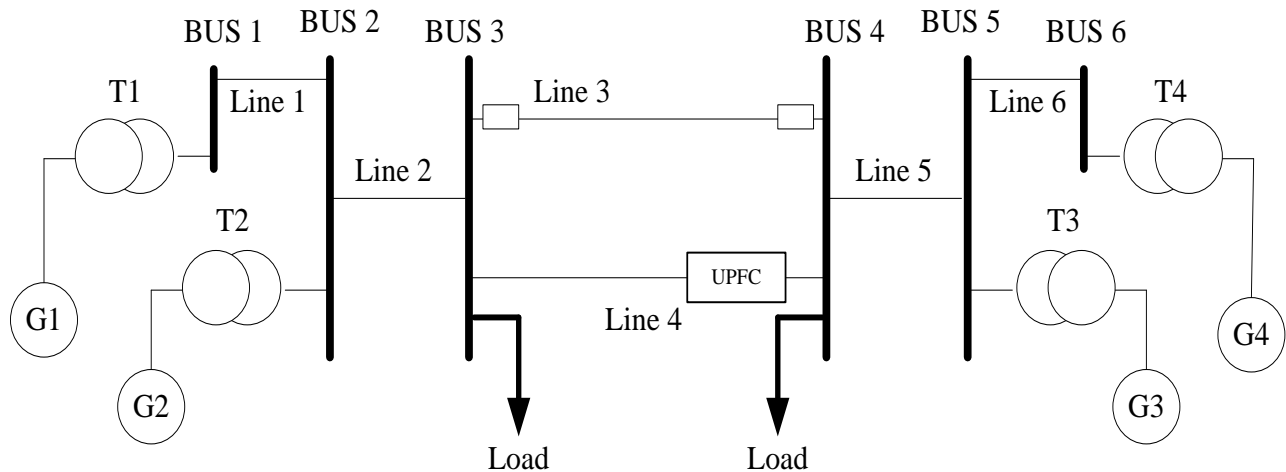 BUS 1
BUS 2
BUS 3
BUS 4
BUS 5
BUS 6
T1
Line 1
Line 3
Line 6
T4
Line 2
Line 5
T2
T3
UPFC
G1
Line 4
G4
G2
G3
Load
Load